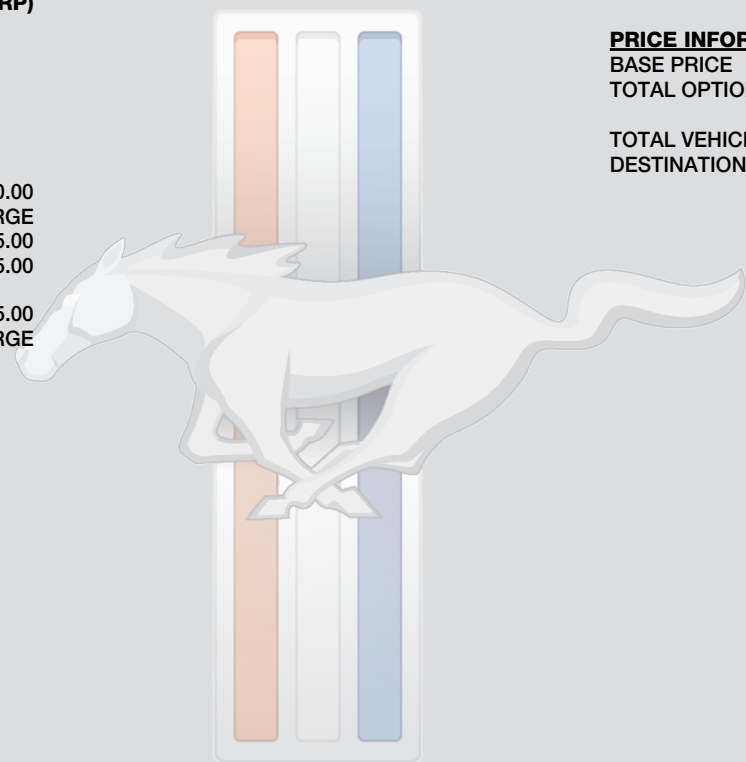 RP)
0.00
RGE
5.00
5.00
5.00
RGE
PRICE INFOR
BASE PRICE
TOTAL OPTIO
TOTAL VEHICL
DESTINATION